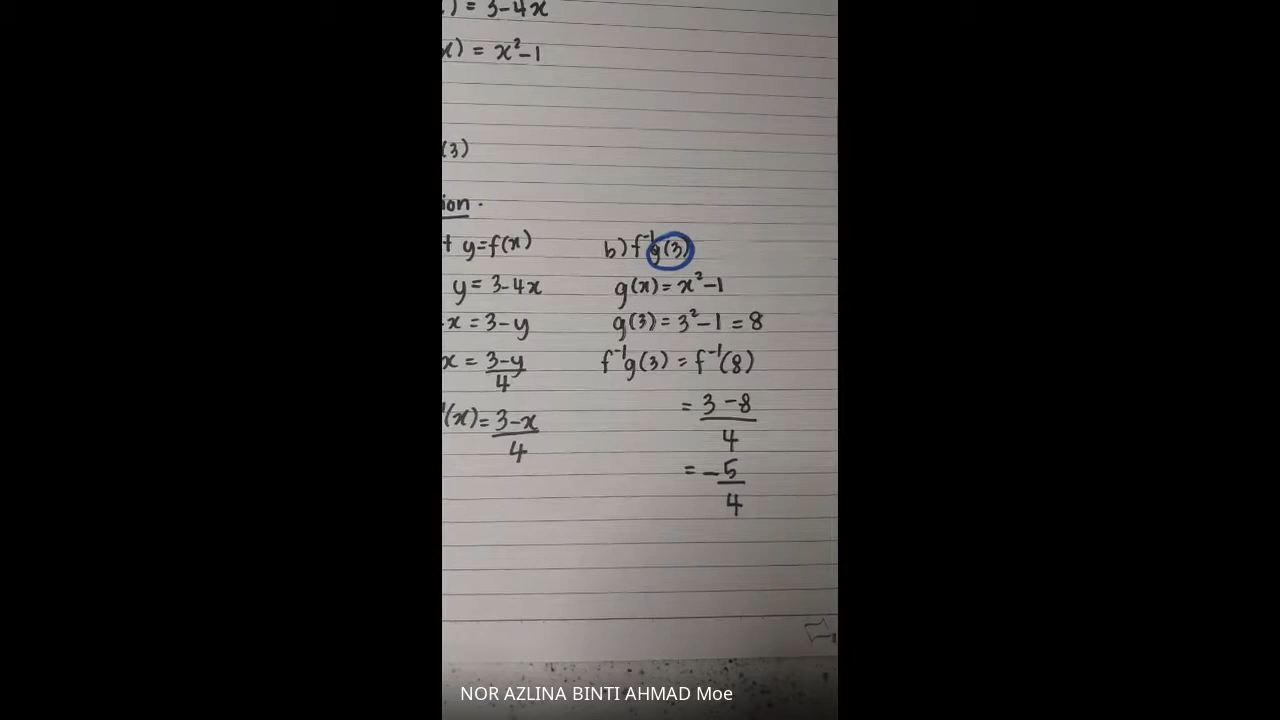 ) = 3-4x
x) = x²-1
(3)
ion.
y=f(x)
y = 3-4x
x = 3-y
x = 3-y
4
(x) = 3-x
4
b) f⁻¹g(3)
g(x) = x²-1
g(3) = 3²-1 = 8
f⁻¹g(3) = f⁻¹(8)
= 3-8
4
= -5
4
NOR AZLINA BINTI AHMAD Moe